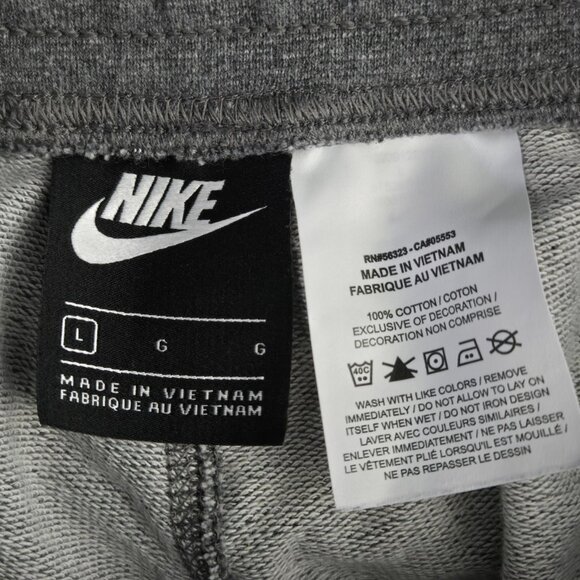 NIKE
L G G
MADE IN VIETNAM
FABRIQUE AU VIETNAM
RN#56323 - CA#05553
MADE IN VIETNAM
FABRIQUE AU VIETNAM
100% COTTON / COTON
EXCLUSIVE OF DECORATION /
DECORATION NON COMPRISE
40C
WASH WITH LIKE COLORS / REMOVE
IMMEDIATELY / DO NOT ALLOW TO LAY ON
ITSELF WHEN WET / DO NOT IRON DESIGN
LAVER AVEC COULEURS SIMILAIRES /
ENLEVER IMMEDIATEMENT / NE LAISSER PAS
LE VÊTEMENT PLIÉ LORSQU'IL EST MOUILLÉ /
NE PAS REPASSER LE DESSIN